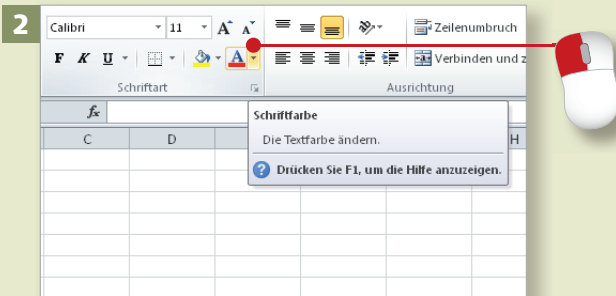 2
Calibri 11 A A Zeilenumbruch
F K U A Verbinden und z
Schriftart Ausrichtung
fx
Schriftfarbe
C D H
Die Textfarbe ändern.
Drücken Sie F1, um die Hilfe anzuzeigen.